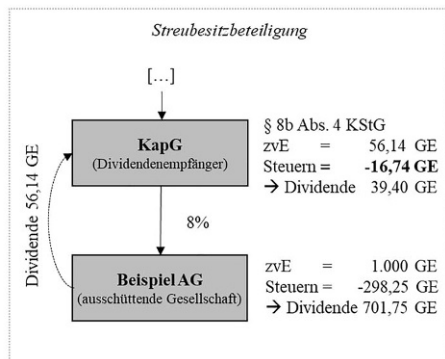 Streubesitzbeteiligung
[...]
KapG
(Dividendenempfänger)
§ 8b Abs. 4 KStG
zvE = 56,14 GE
Steuern = -16,74 GE
→ Dividende 39,40 GE
Dividende 56,14 GE
8%
Beispiel AG
(ausschüttende Gesellschaft)
zvE = 1.000 GE
Steuern = -298,25 GE
→ Dividende 701,75 GE